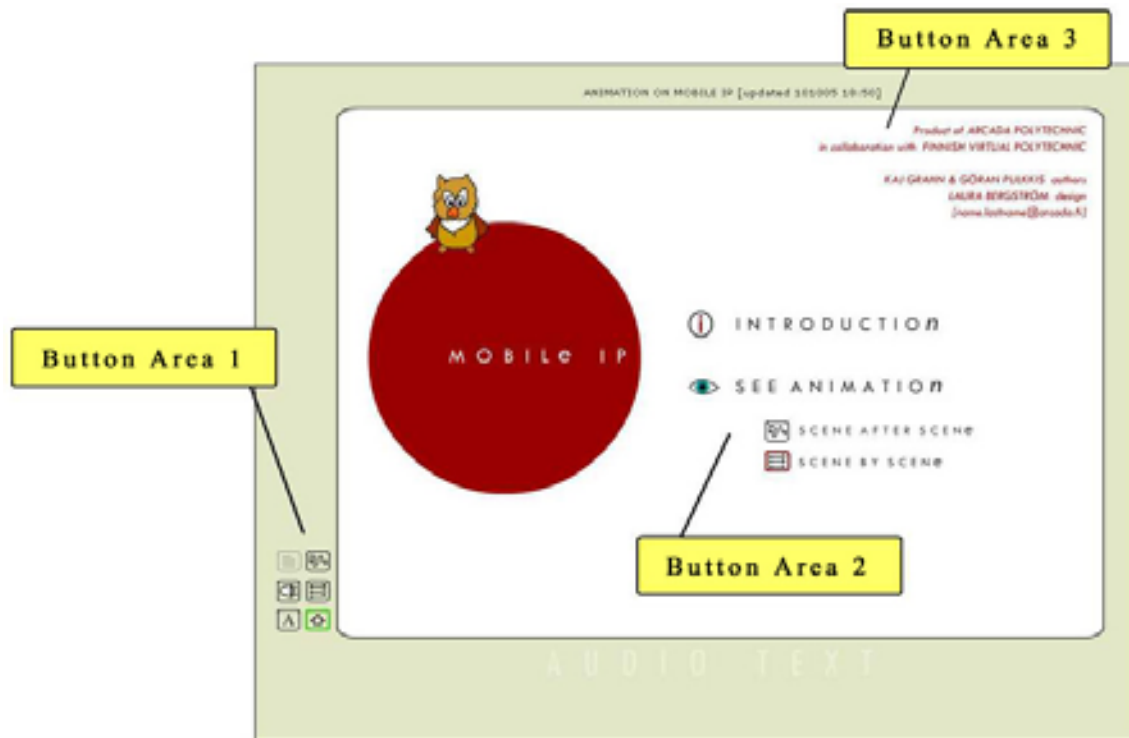 Button Area 3
ANIMATION ON MOBILE IP [updated 101005 10:50]
Product of ARCADA POLYTECHNIC
in collaboration with FINNISH VIRTUAL POLYTECHNIC
KAJ GRAHN & GÖRAN PULKKIS authors
LAURA BERGSTRÖM design
[name.lastname@arcada.fi]
INTRODUCTION
Button Area 1
MOBILe IP
SEE ANIMATION
SCENE AFTER SCENe
SCENE BY SCENe
Button Area 2
A
AUDIO TEXT